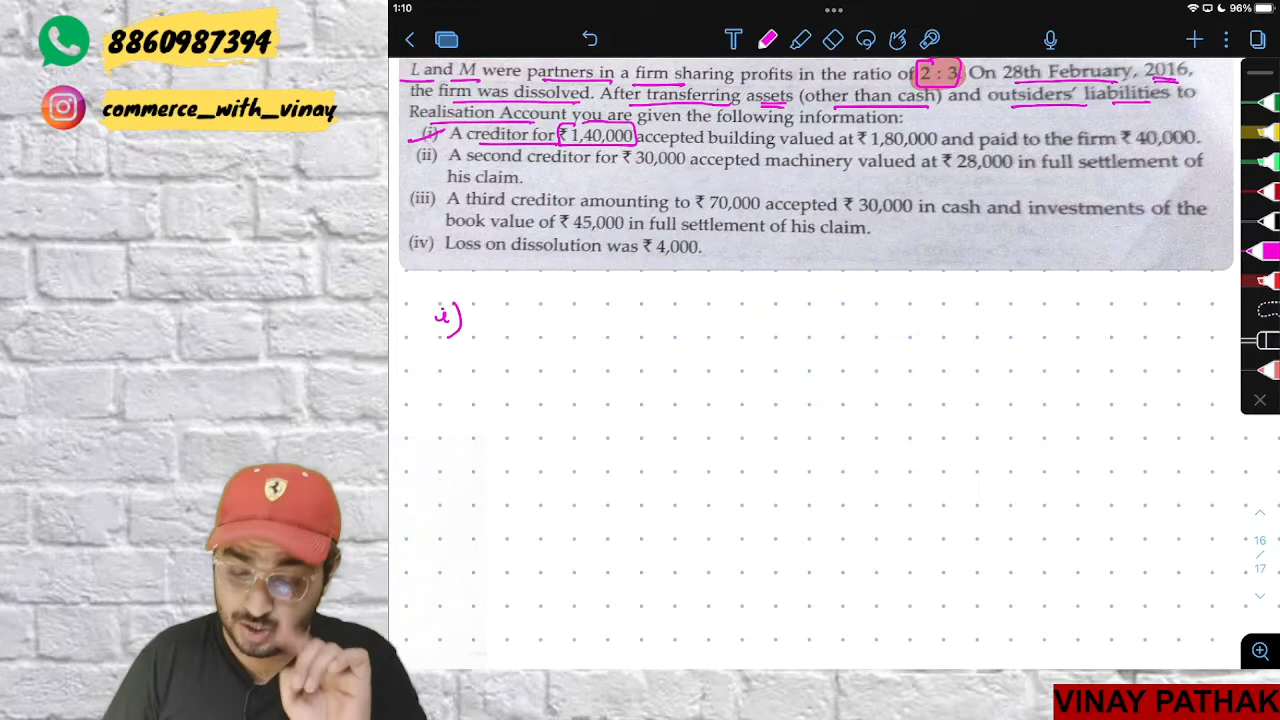 1:10
96%
8860987394
commerce_with_vinay
L and M were partners in a firm sharing profits in the ratio of 2 : 3. On 28th February, 2016,
the firm was dissolved. After transferring assets (other than cash) and outsiders' liabilities to
Realisation Account you are given the following information:
(i) A creditor for ₹ 1,40,000 accepted building valued at ₹ 1,80,000 and paid to the firm ₹ 40,000.
(ii) A second creditor for ₹ 30,000 accepted machinery valued at ₹ 28,000 in full settlement of
his claim.
(iii) A third creditor amounting to ₹ 70,000 accepted ₹ 30,000 in cash and investments of the
book value of ₹ 45,000 in full settlement of his claim.
(iv) Loss on dissolution was ₹ 4,000.
i)
16
/
17
VINAY PATHAK